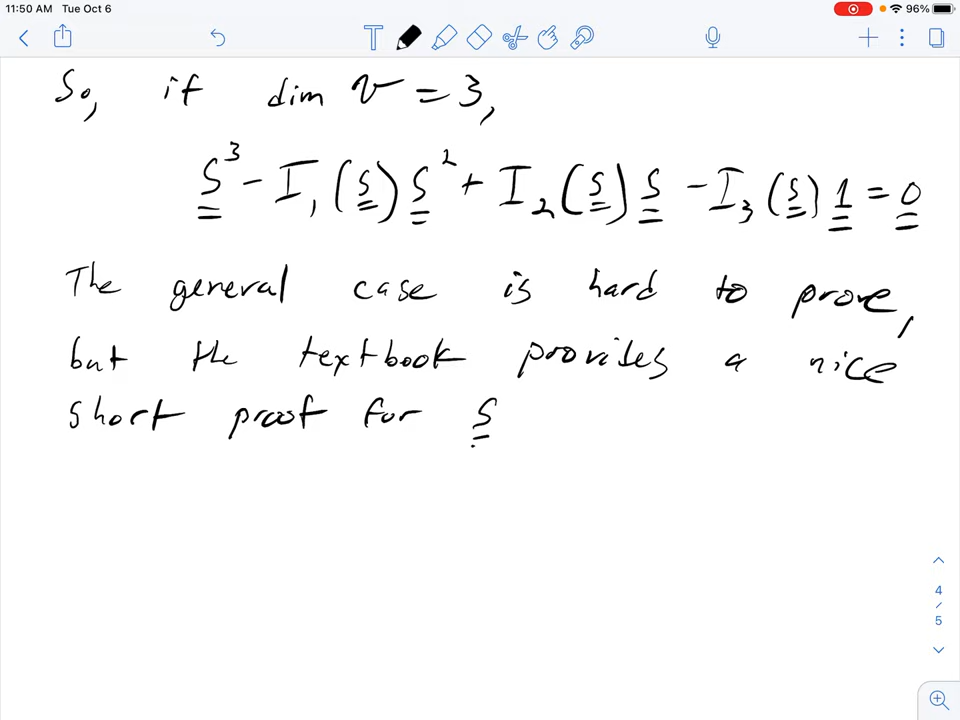 11:50 AM Tue Oct 6
96%
So, if dim V = 3,
S³ - I₁(S) S² + I₂(S) S - I₃(S) 1 = 0
The general case is hard to prove,
but the textbook provides a nice
short proof for S
4
/
5